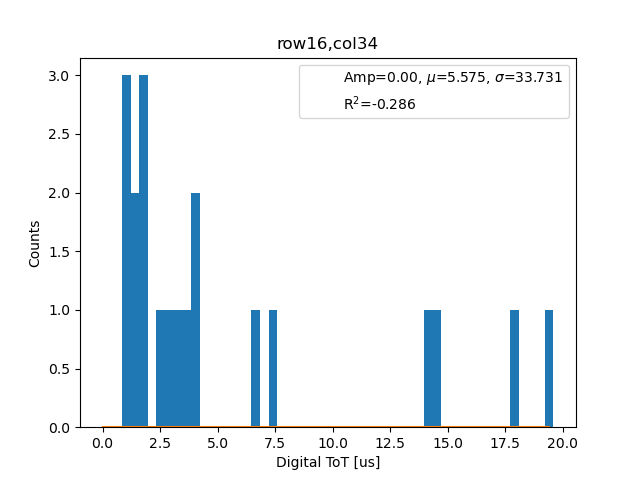 row16,col34
Amp=0.00, μ=5.575, σ=33.731
R²=-0.286
3.0
2.5
2.0
1.5
1.0
0.5
0.0
Counts
0.0 2.5 5.0 7.5 10.0 12.5 15.0 17.5 20.0
Digital ToT [us]